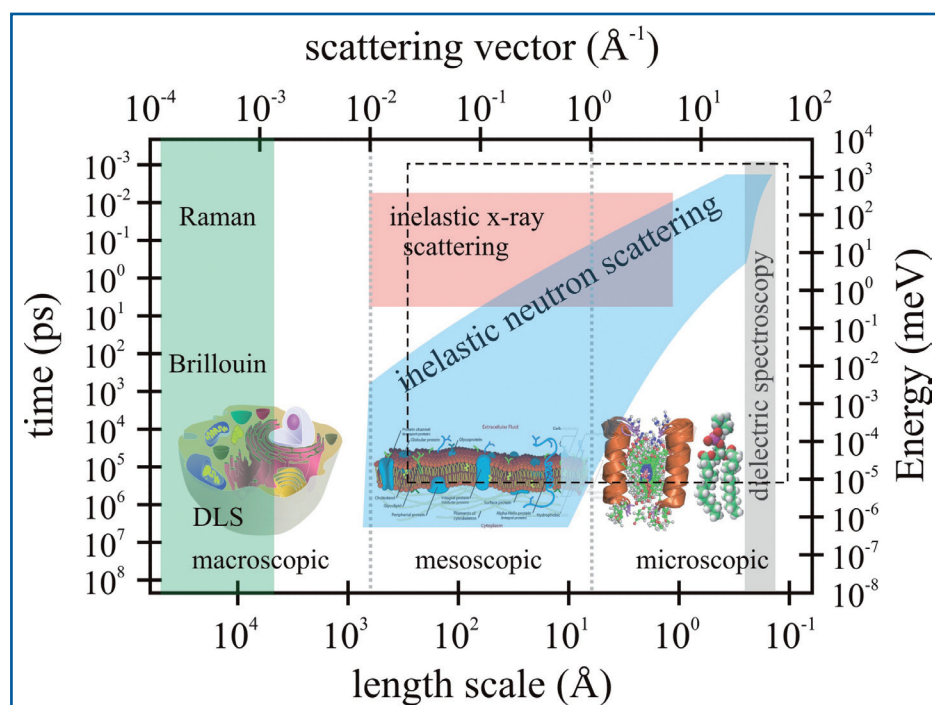 scattering vector (Å⁻¹)
10⁻⁴ 10⁻³ 10⁻² 10⁻¹ 10⁰ 10¹ 10²
time (ps)
10⁻³
10⁻²
10⁻¹
10⁰
10¹
10²
10³
10⁴
10⁵
10⁶
10⁷
10⁸
Raman
Brillouin
DLS
inelastic x-ray
scattering
inelastic neutron scattering
dielectric spectroscopy
Extracellular Fluid
Cytoplasm
macroscopic
mesoscopic
microscopic
10⁴
10³
10²
10¹
10⁰
10⁻¹
10⁻²
10⁻³
10⁻⁴
10⁻⁵
10⁻⁶
10⁻⁷
10⁻⁸
Energy (meV)
10⁴ 10³ 10² 10¹ 10⁰ 10⁻¹
length scale (Å)